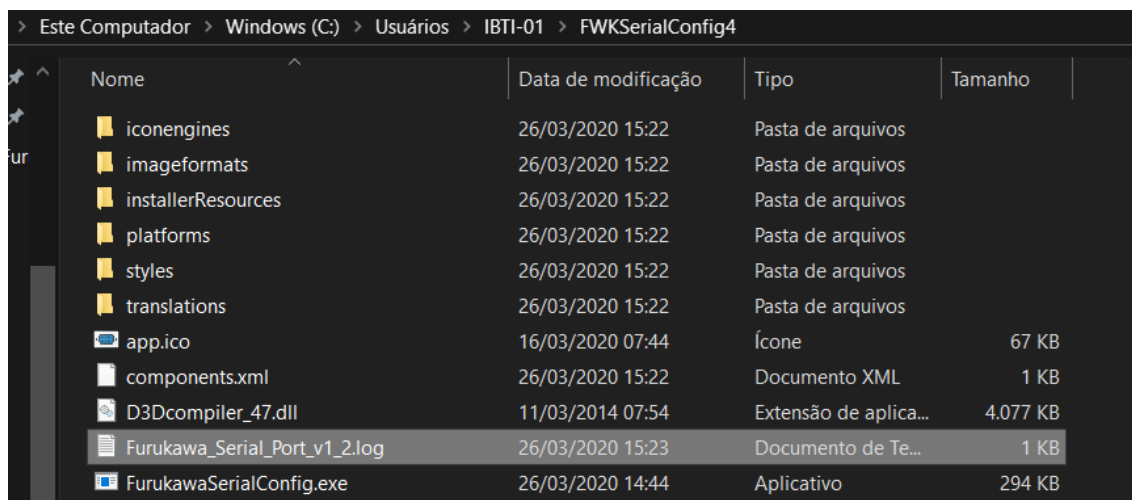 > Este Computador > Windows (C:) > Usuários > IBTI-01 > FWKSerialConfig4
Nome Data de modificação Tipo Tamanho
iconengines 26/03/2020 15:22 Pasta de arquivos
imageformats 26/03/2020 15:22 Pasta de arquivos
installerResources 26/03/2020 15:22 Pasta de arquivos
platforms 26/03/2020 15:22 Pasta de arquivos
styles 26/03/2020 15:22 Pasta de arquivos
translations 26/03/2020 15:22 Pasta de arquivos
app.ico 16/03/2020 07:44 Ícone 67 KB
components.xml 26/03/2020 15:22 Documento XML 1 KB
D3Dcompiler_47.dll 11/03/2014 07:54 Extensão de aplica... 4.077 KB
Furukawa_Serial_Port_v1_2.log 26/03/2020 15:23 Documento de Te... 1 KB
FurukawaSerialConfig.exe 26/03/2020 14:44 Aplicativo 294 KB